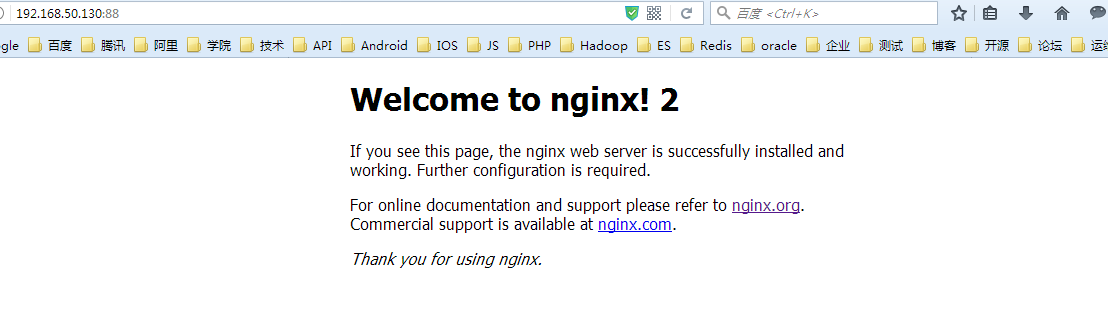 192.168.50.130:88
百度 <Ctrl+K>
gle 百度 腾讯 阿里 学院 技术 API Android IOS JS PHP Hadoop ES Redis oracle 企业 测试 博客 开源 论坛
Welcome to nginx! 2
If you see this page, the nginx web server is successfully installed and
working. Further configuration is required.
For online documentation and support please refer to nginx.org.
Commercial support is available at nginx.com.
Thank you for using nginx.